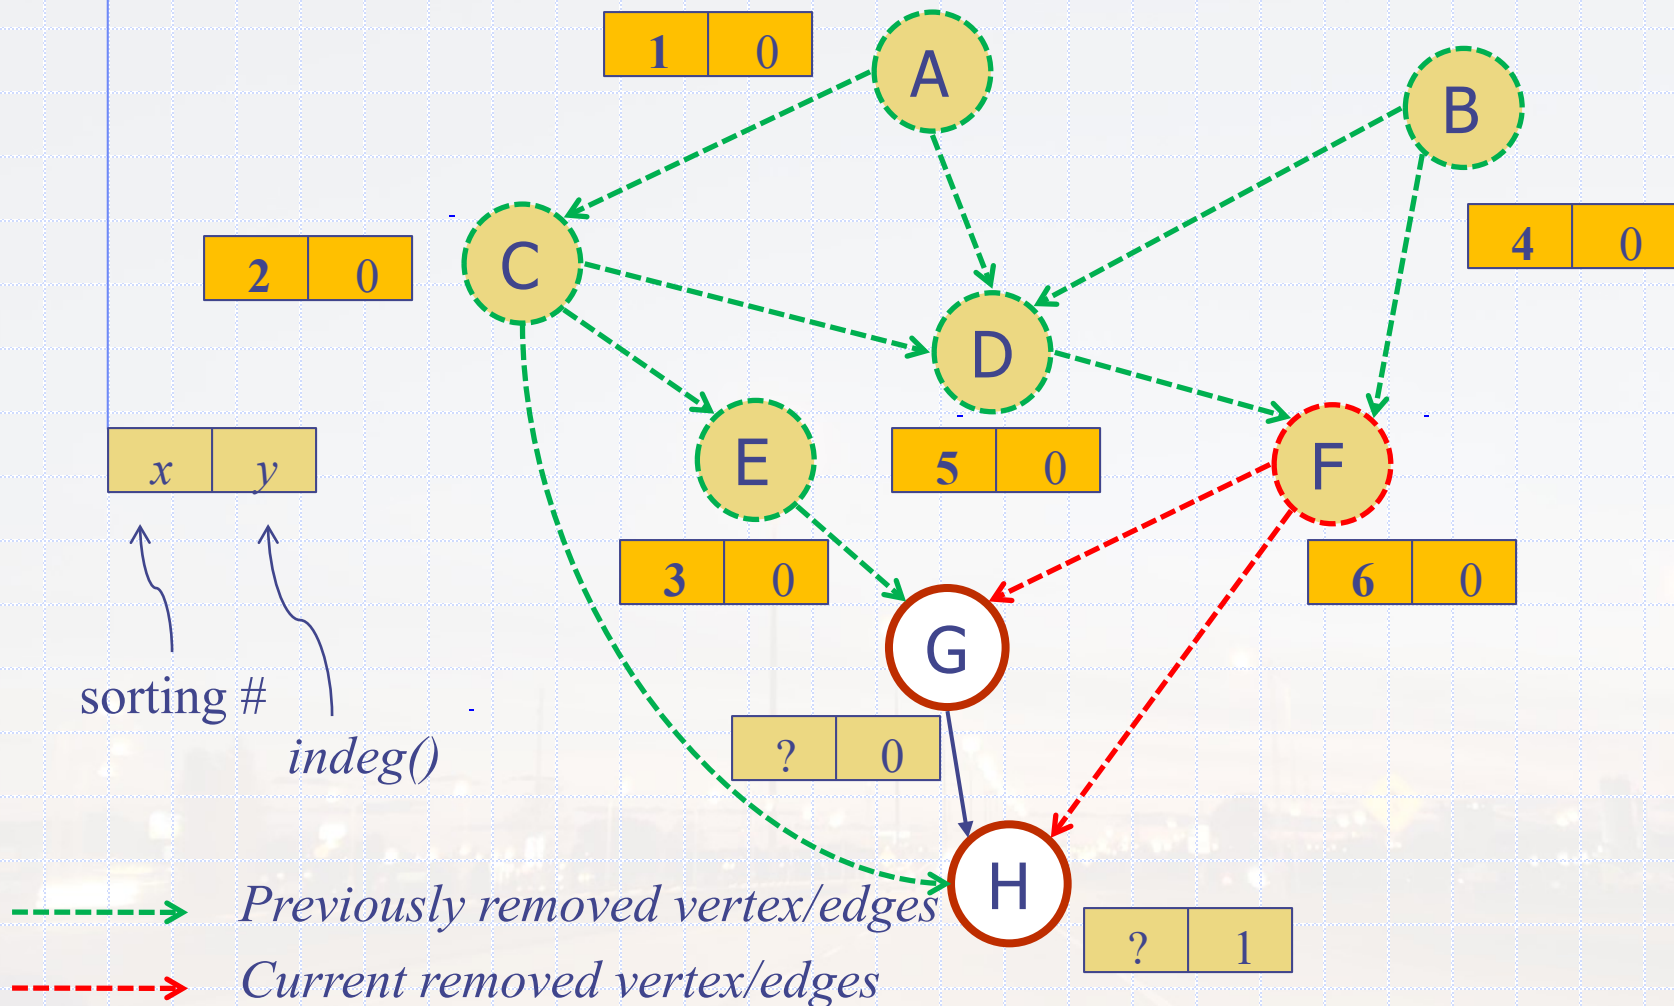 1 0
A
B
4 0
C
2 0
D
E
F
x y
5 0
3 0
6 0
G
sorting #
indeg()
? 0
H
Previously removed vertex/edges
? 1
Current removed vertex/edges